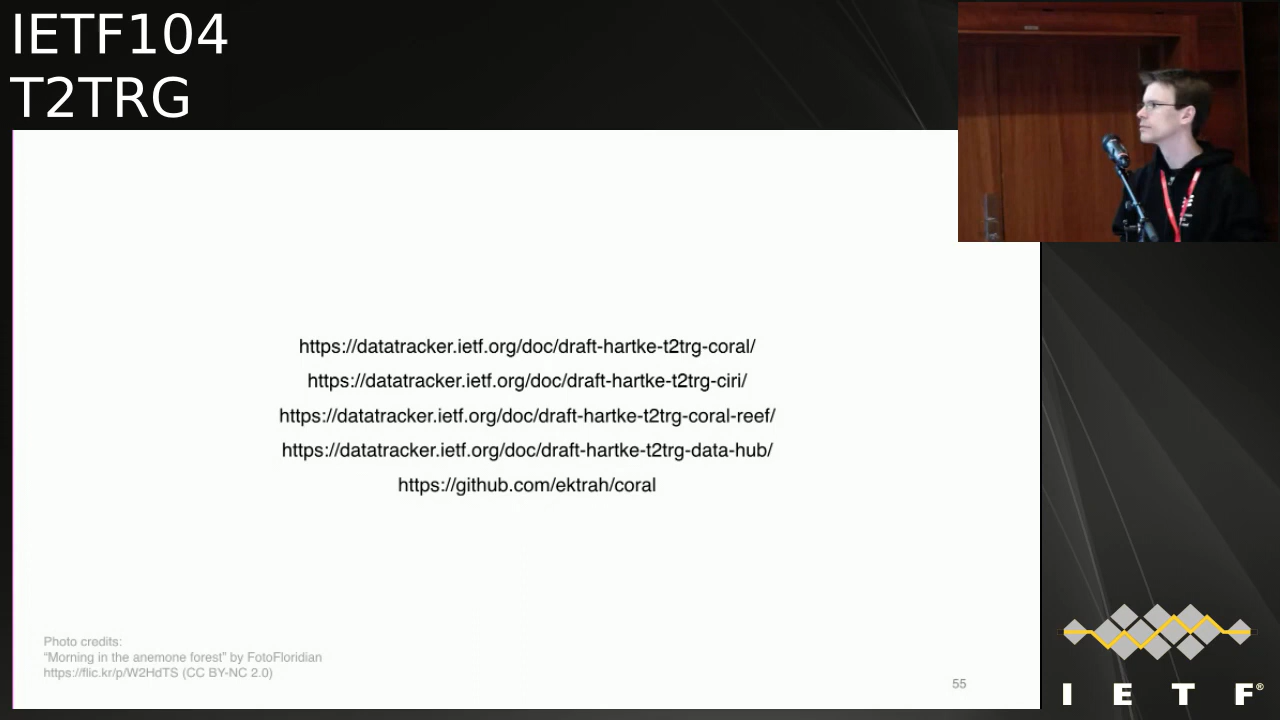 IETF104
T2TRG
https://datatracker.ietf.org/doc/draft-hartke-t2trg-coral/
https://datatracker.ietf.org/doc/draft-hartke-t2trg-ciri/
https://datatracker.ietf.org/doc/draft-hartke-t2trg-coral-reef/
https://datatracker.ietf.org/doc/draft-hartke-t2trg-data-hub/
https://github.com/ektrah/coral
Photo credits:
“Morning in the anemone forest” by FotoFloridian
https://flic.kr/p/W2HdTS (CC BY-NC 2.0)
55
I E T F®